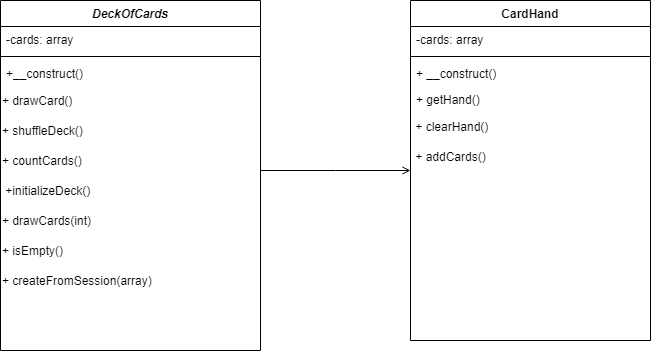 DeckOfCards
-cards: array
+__construct()
+ drawCard()
+ shuffleDeck()
+ countCards()
+initializeDeck()
+ drawCards(int)
+ isEmpty()
+ createFromSession(array)
CardHand
-cards: array
+ __construct()
+ getHand()
+ clearHand()
+ addCards()